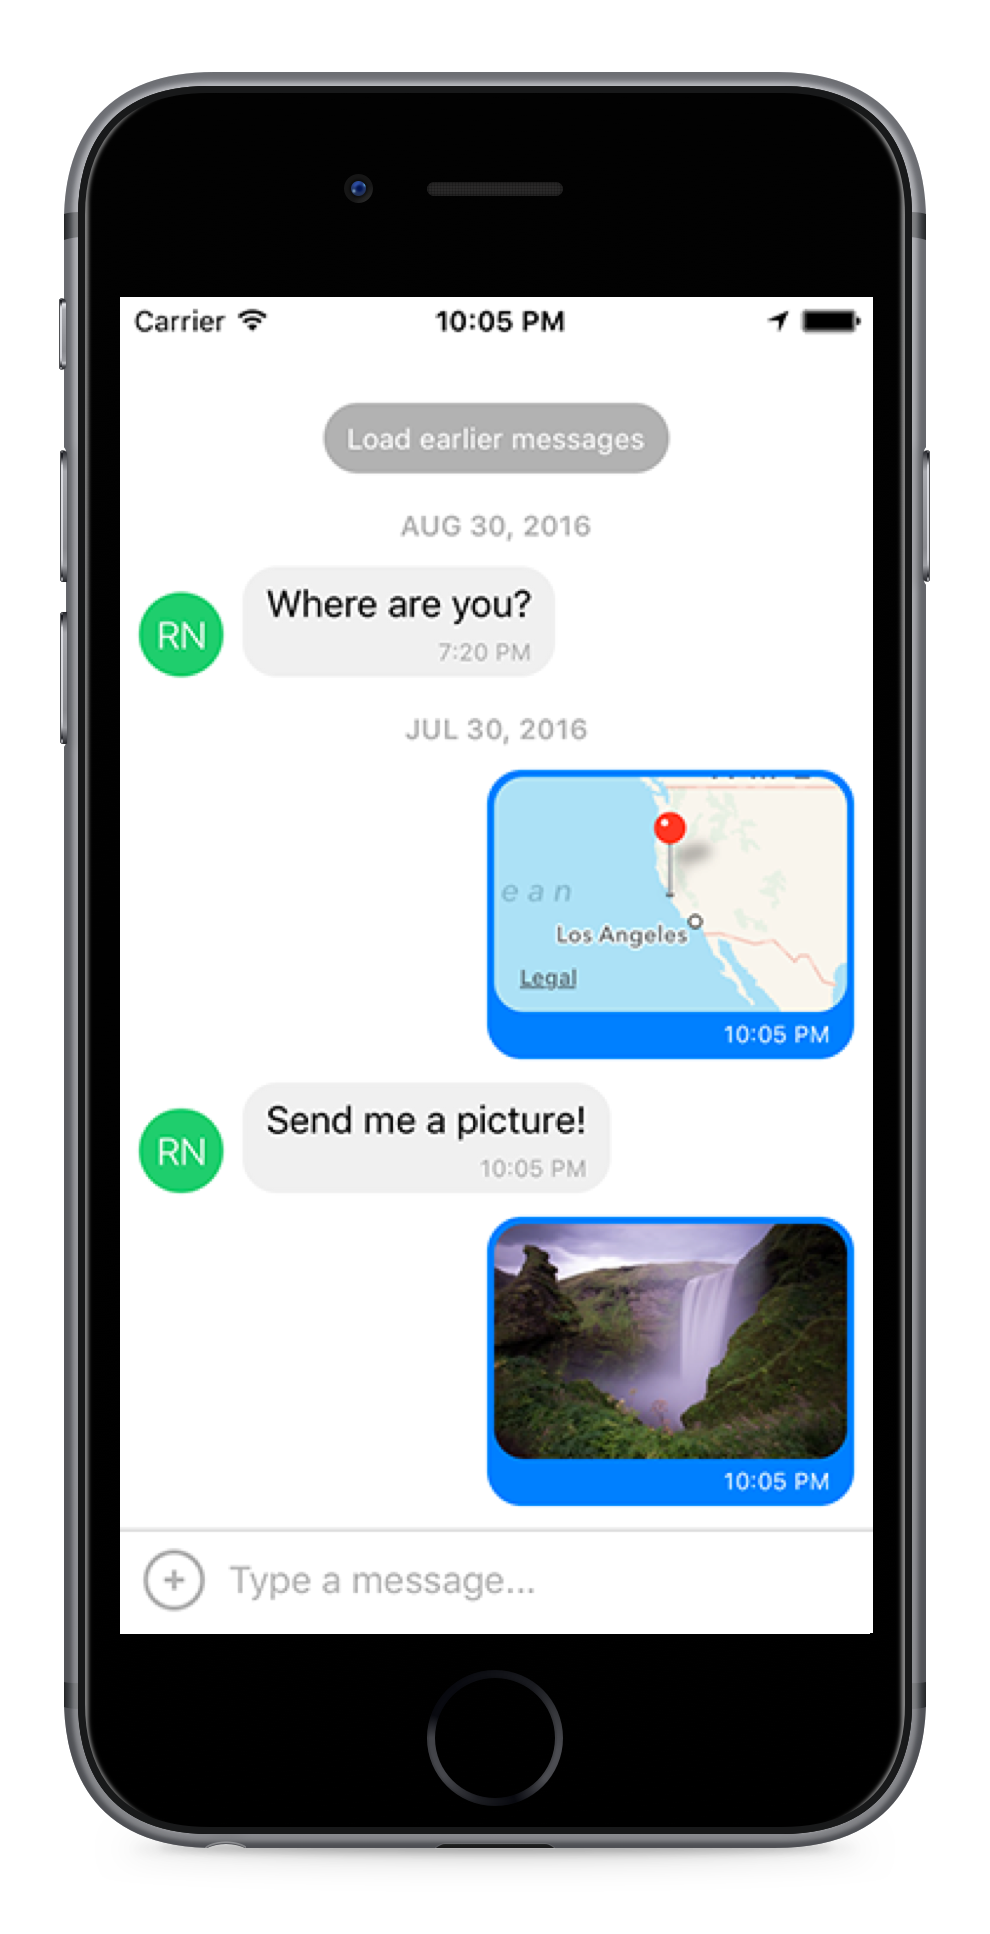 Carrier 10:05 PM
Load earlier messages
AUG 30, 2016
RN
Where are you?
7:20 PM
JUL 30, 2016
ean
Los Angeles
Legal
10:05 PM
RN
Send me a picture!
10:05 PM
10:05 PM
+
Type a message...